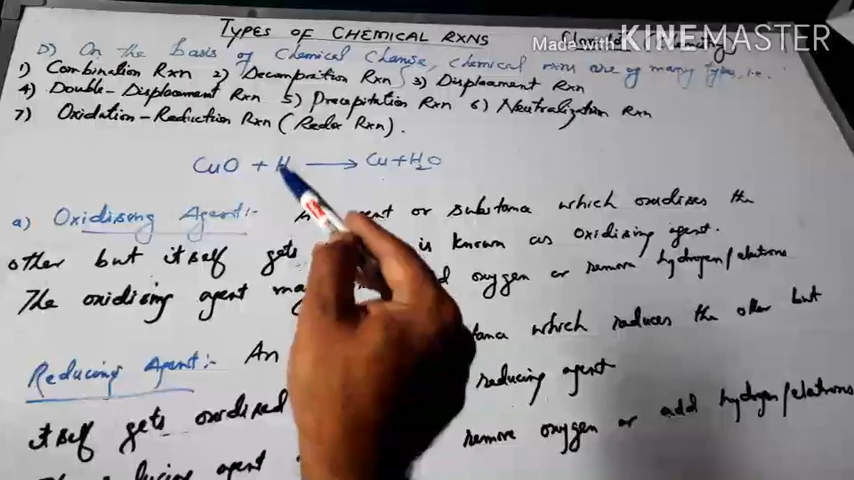 TYPES OF CHEMICAL RXNS
Made with KINEMASTER
D) On the basis of Chemical Change, chemical rxns are of many types, i.e.
1) Combination Rxn 2) Decompoition Rxn 3) Displacement Rxn
4) Double-Displacement Rxn 5) Precipitation Rxn 6) Neutralization Rxn
7) Oxidation-Reduction Rxn (Redox Rxn).
CuO + H → Cu + H2O
a) Oxidising Agent:- or substance which oxidises the
other but itself gets is known as oxidising agent.
The oxidising agent oxygen or remove hydrogen/electrons
Reducing Agent:- An which reduces the other but
itself gets oxidised reducing agent
agent remove oxygen or add hydrogen/electrons